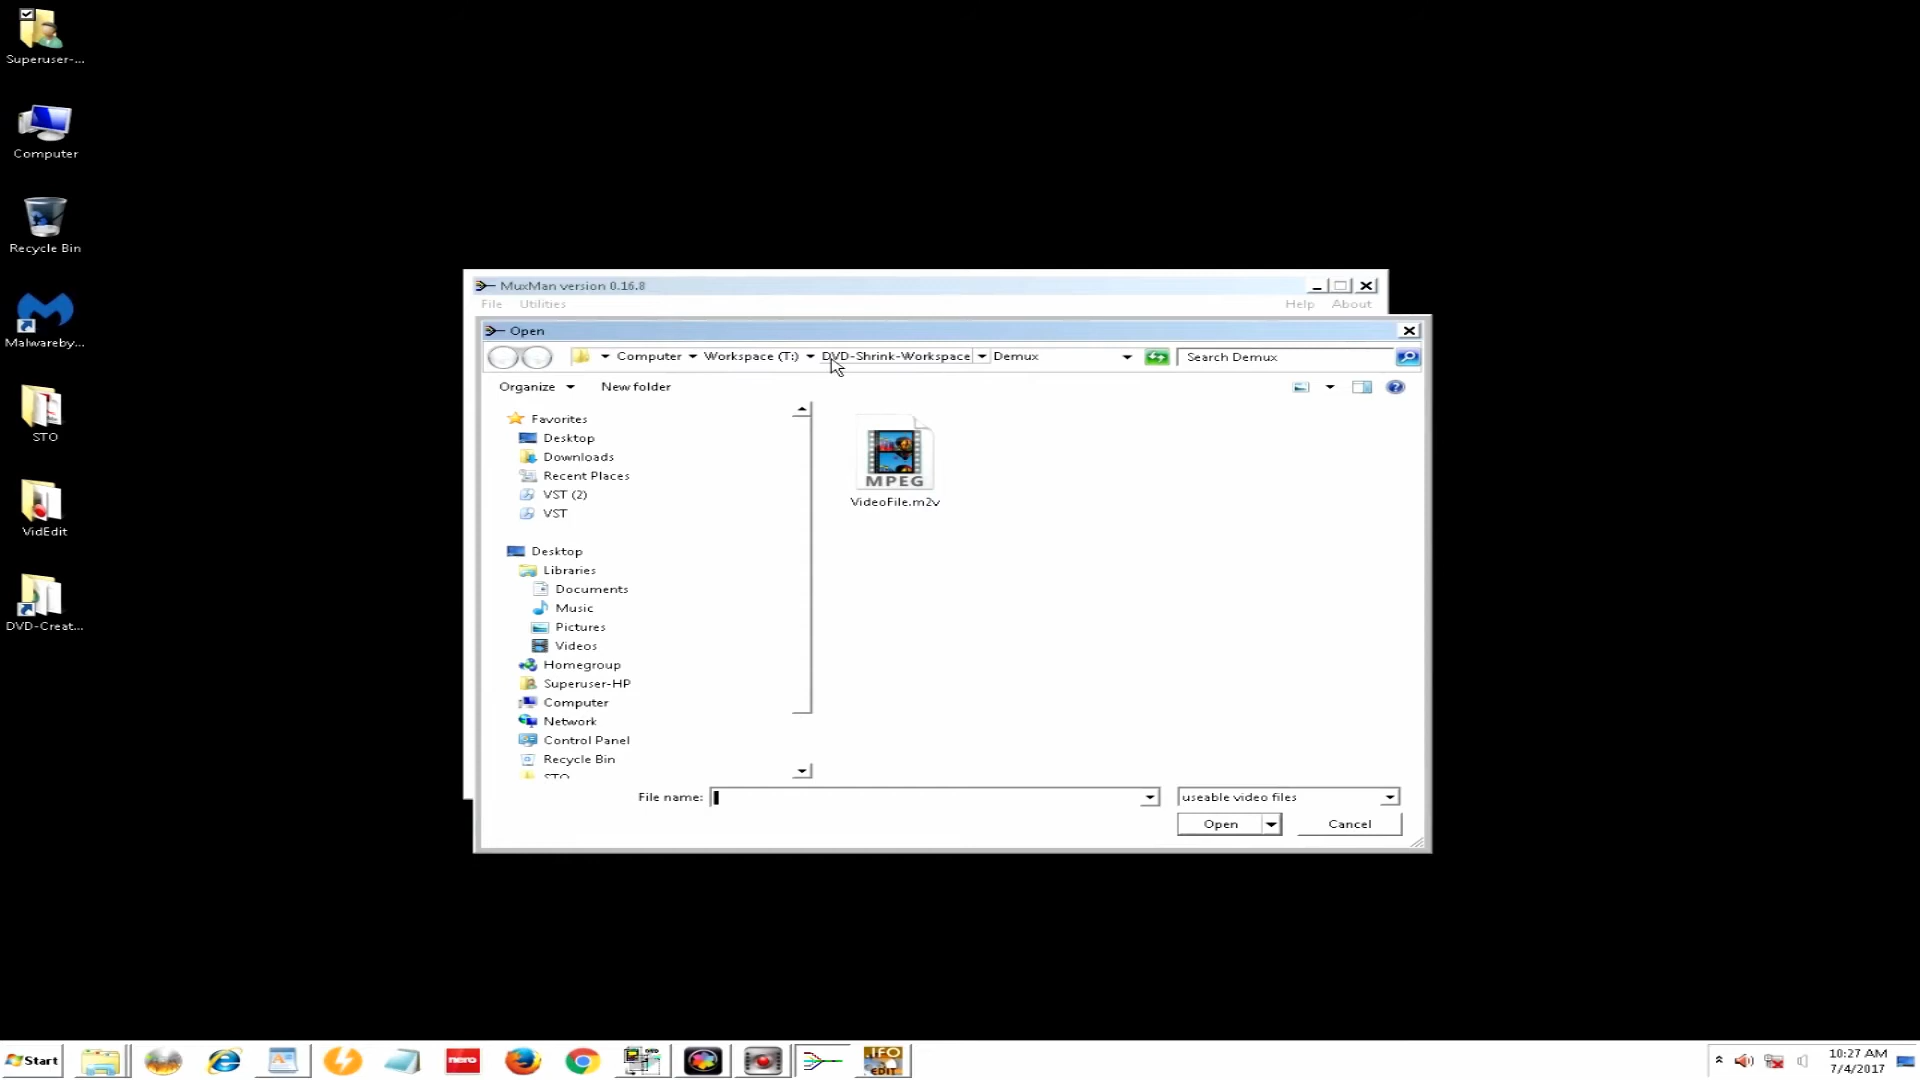 Superuser-...
Computer
Recycle Bin
Malwareby...
STO
VidEdit
DVD-Creat...
MuxMan version 0.16.8
File Utilities Help About
Open
Computer Workspace (T:) DVD-Shrink-Workspace Demux Search Demux
Organize New folder
Favorites
Desktop
Downloads
Recent Places
VST (2)
VST
Desktop
Libraries
Documents
Music
Pictures
Videos
Homegroup
Superuser-HP
Computer
Network
Control Panel
Recycle Bin
STO
MPEG
VideoFile.m2v
File name: useable video files
Open Cancel
Start
nero
DVD
.IFO
EDIT
10:27 AM
7/4/2017